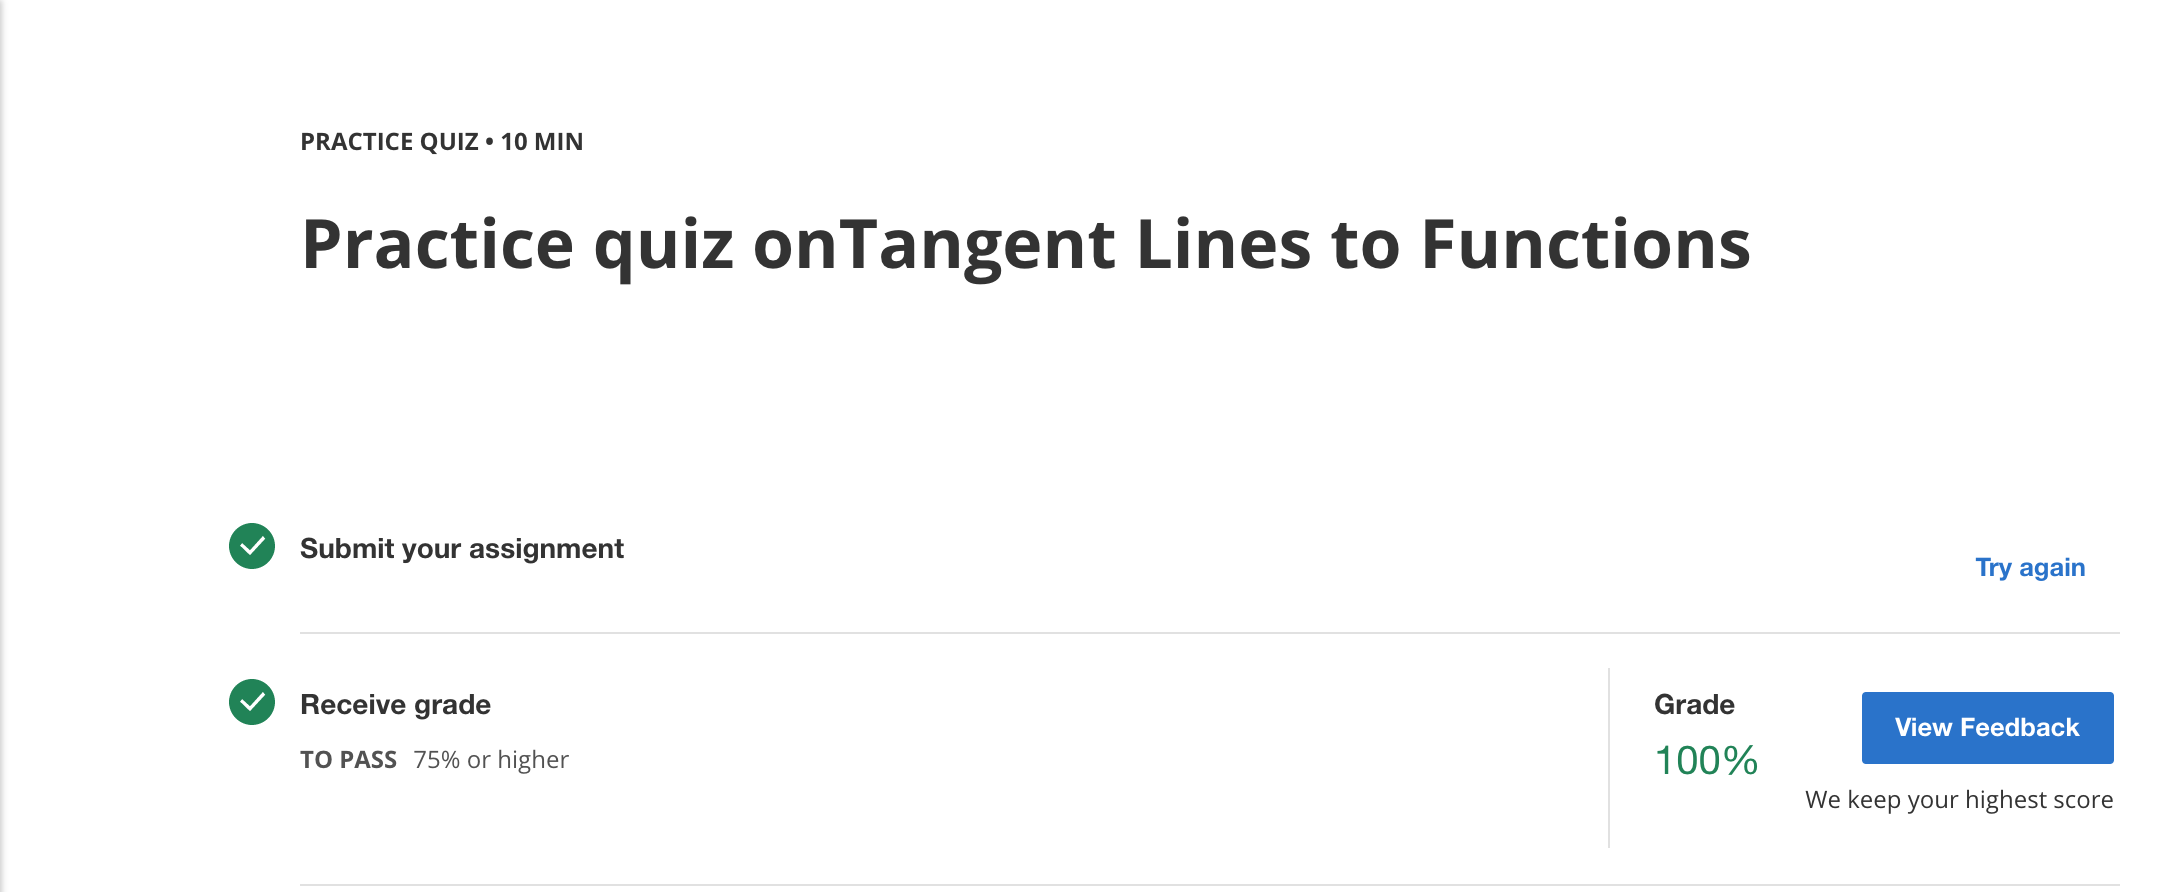 PRACTICE QUIZ • 10 MIN
Practice quiz onTangent Lines to Functions
Submit your assignment
Try again
Receive grade
TO PASS 75% or higher
Grade
100%
View Feedback
We keep your highest score